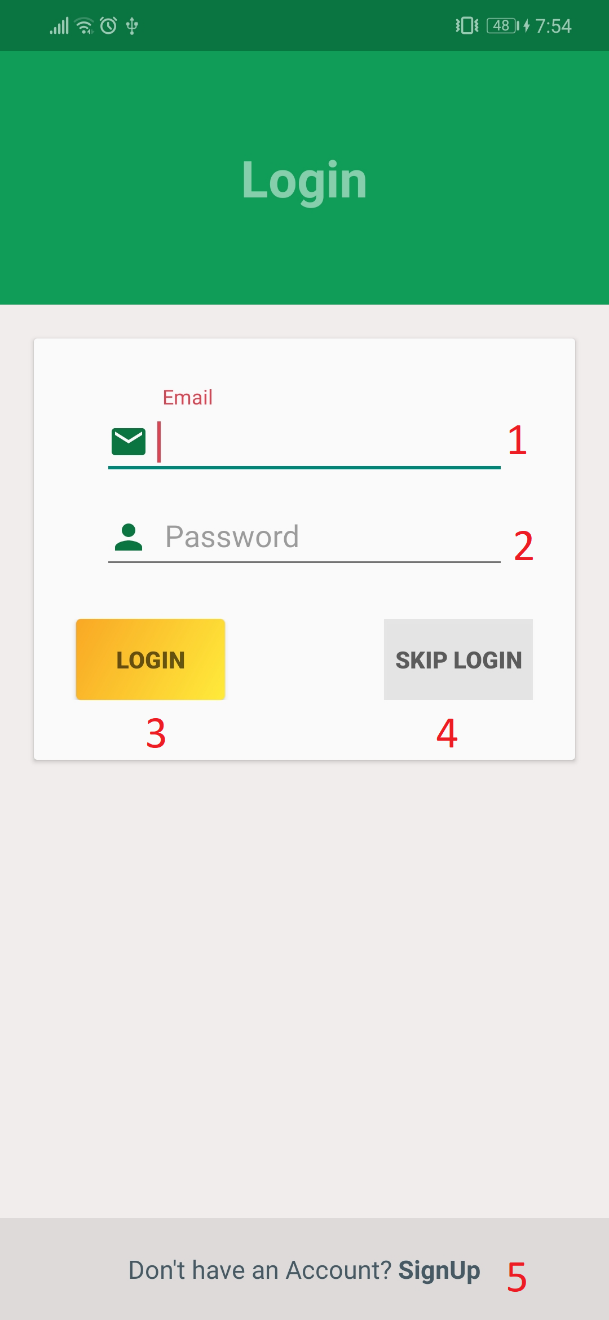 48 7:54
Login
Email
1
Password
2
LOGIN SKIP LOGIN
3 4
Don't have an Account? SignUp 5